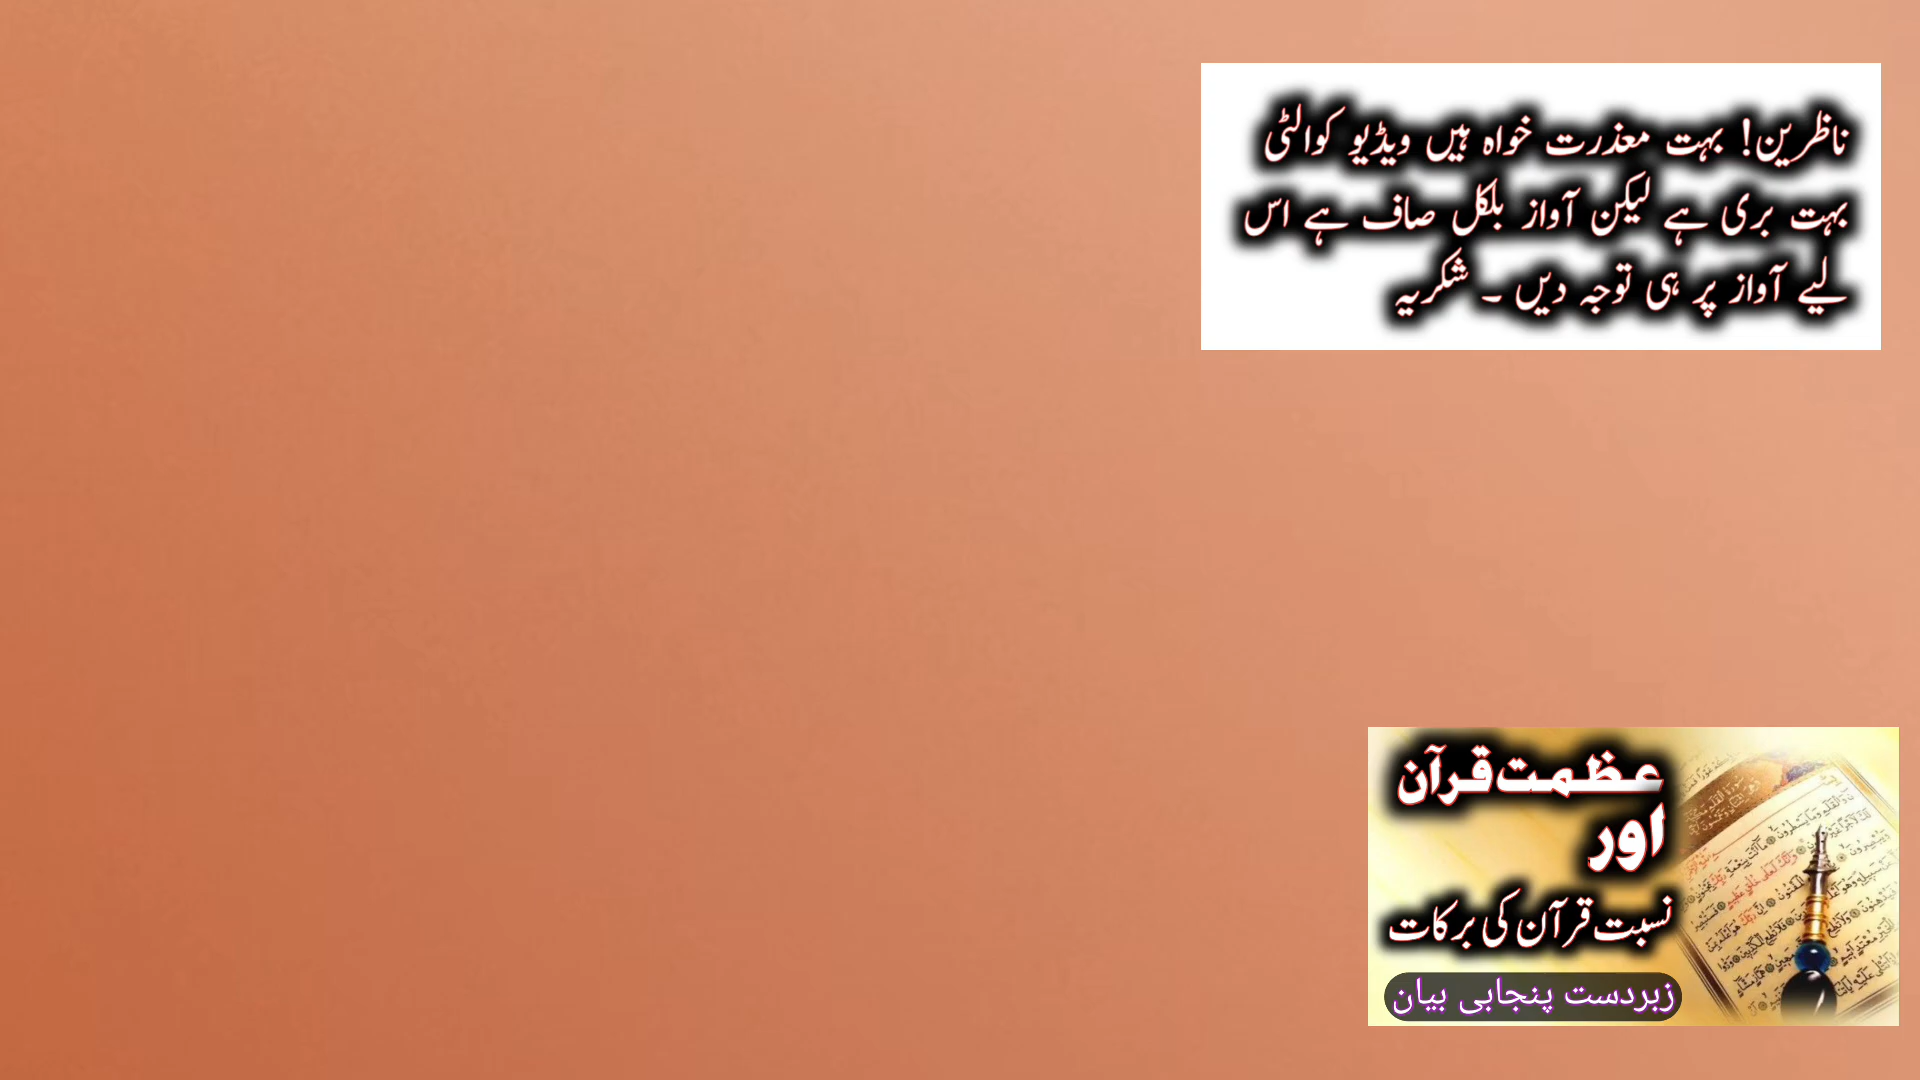 ناظرین! بہت معذرت خواہ ہیں ویڈیو کوالٹی
بہت بری ہے لیکن آواز بلکل صاف ہے اس
لیے آواز پر ہی توجہ دیں ۔ شکریہ
عظمت قرآن
اور
نسبت قرآن کی برکات
زبردست پنجابی بیان